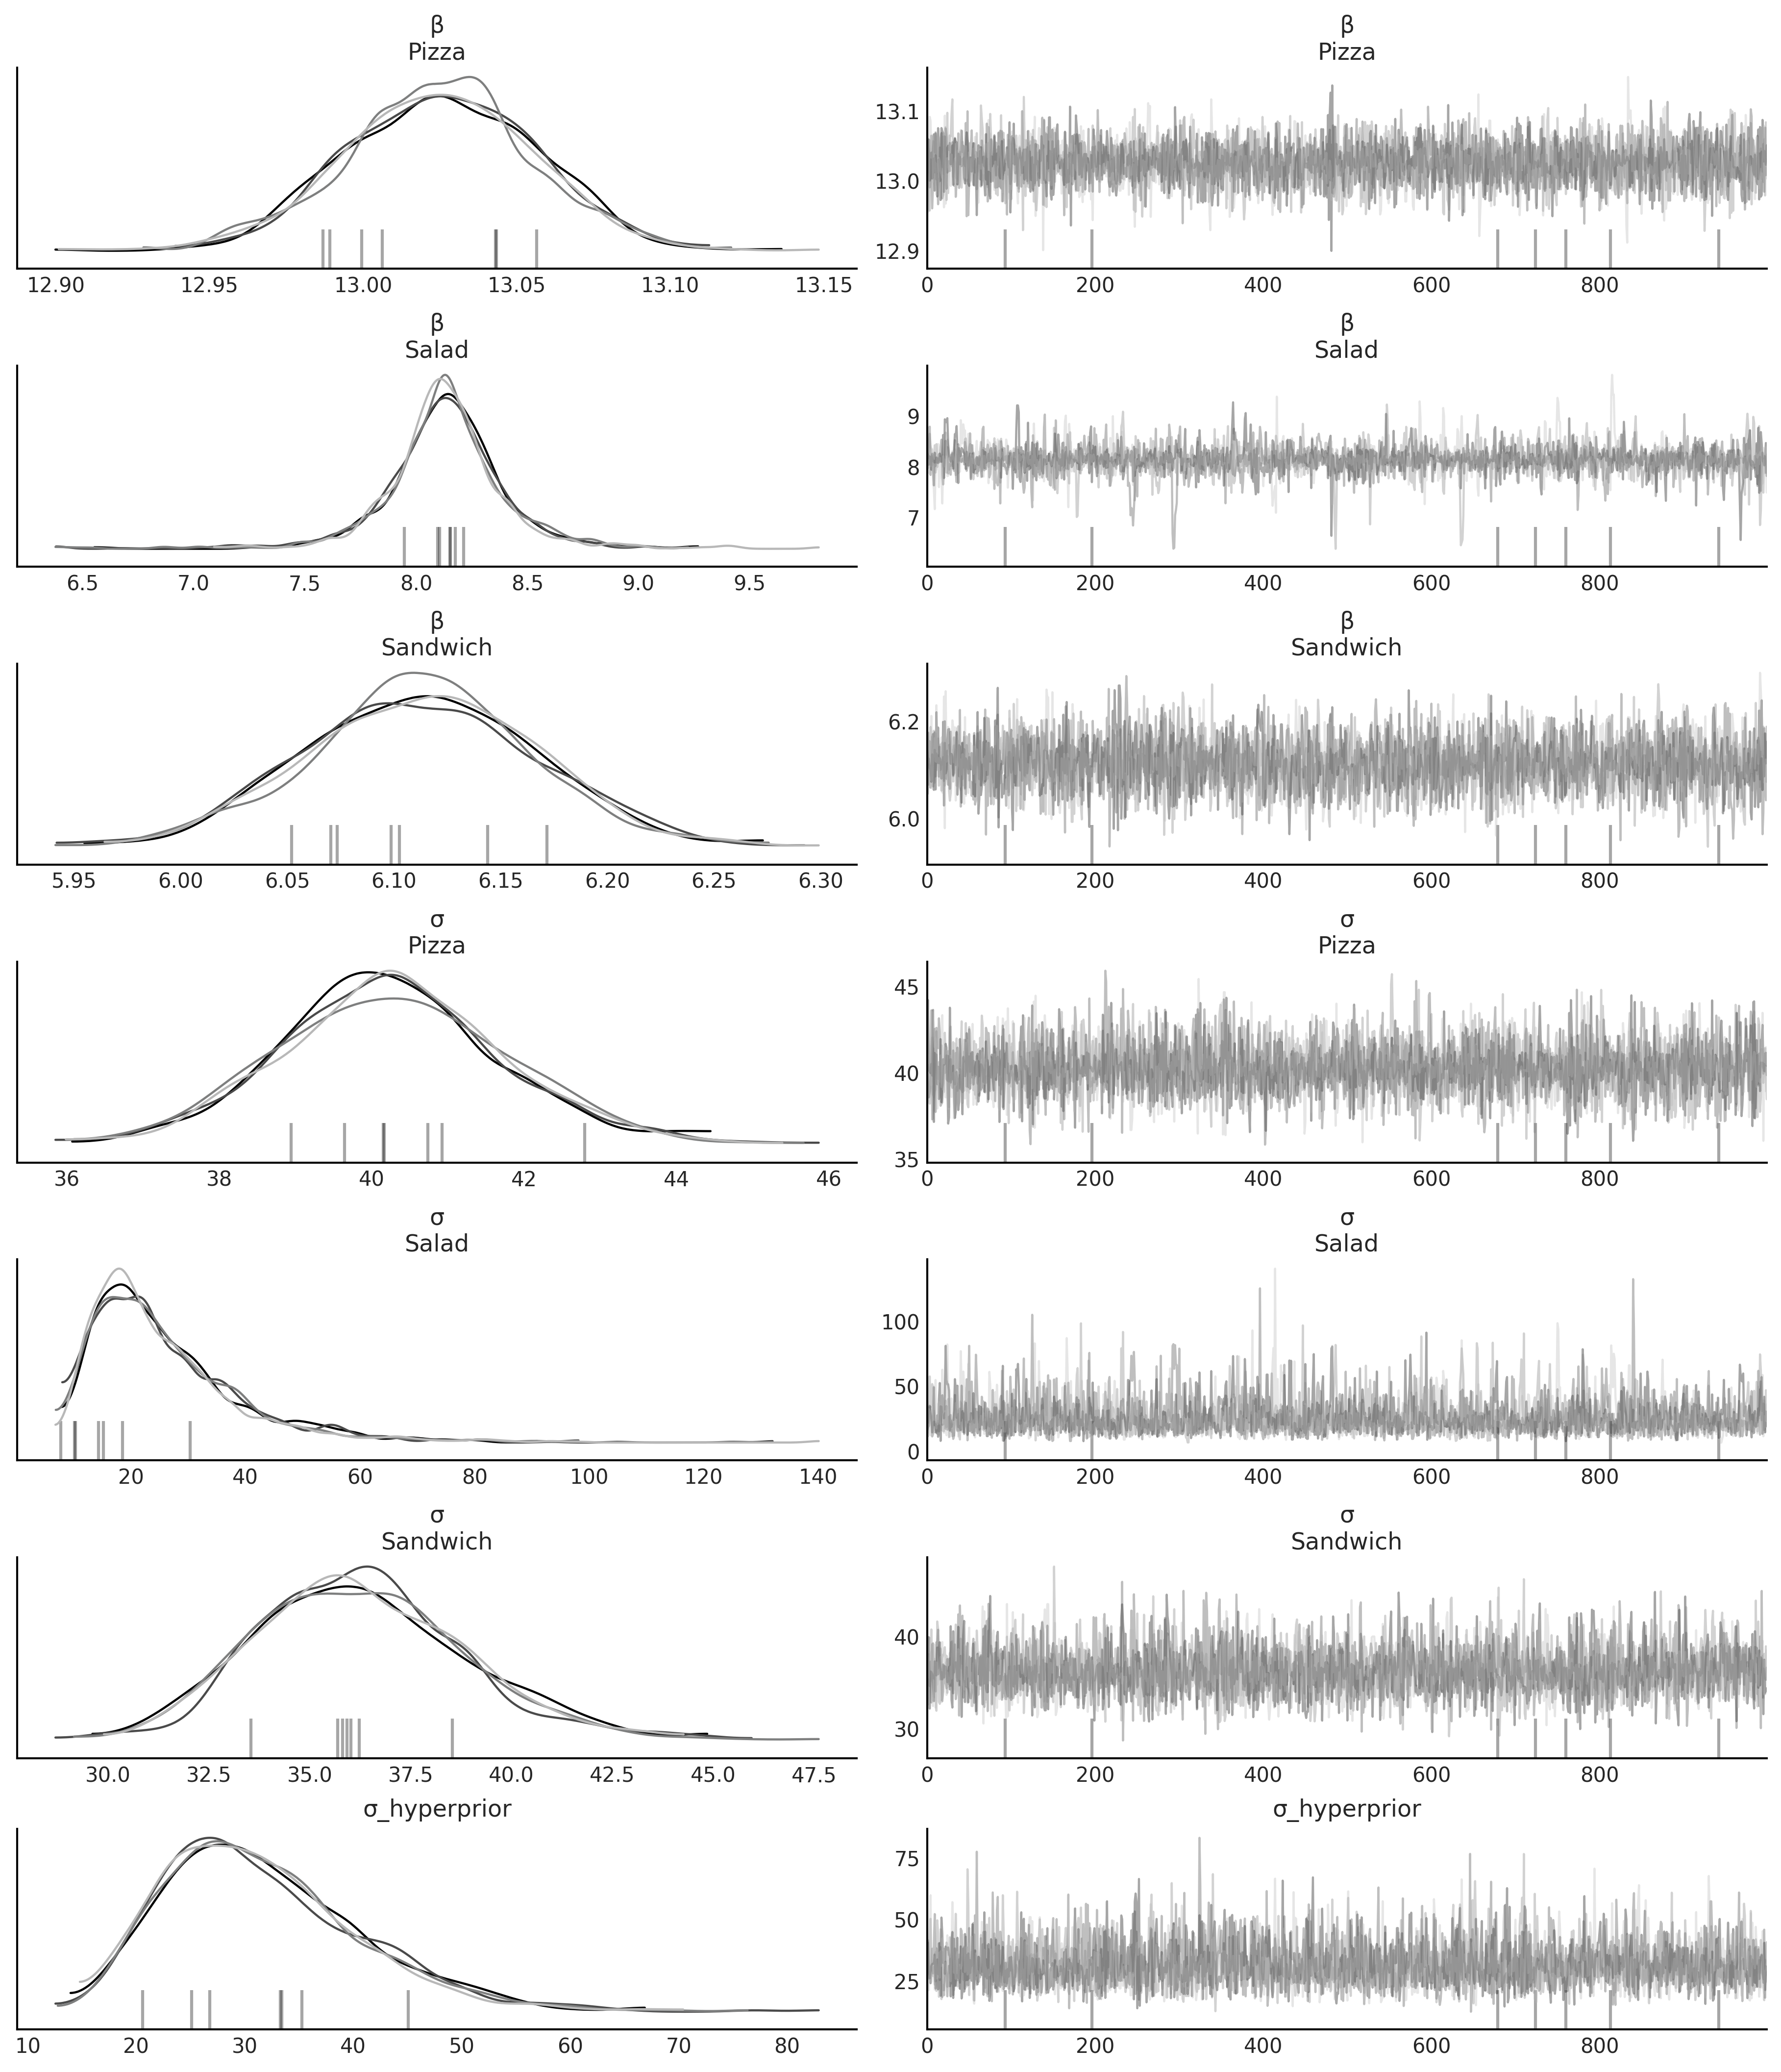 β
Pizza
12.90 12.95 13.00 13.05 13.10 13.15
β
Pizza
13.1
13.0
12.9
0 200 400 600 800
β
Salad
6.5 7.0 7.5 8.0 8.5 9.0 9.5
β
Salad
9
8
7
0 200 400 600 800
β
Sandwich
5.95 6.00 6.05 6.10 6.15 6.20 6.25 6.30
β
Sandwich
6.2
6.0
0 200 400 600 800
σ
Pizza
36 38 40 42 44 46
σ
Pizza
45
40
35
0 200 400 600 800
σ
Salad
20 40 60 80 100 120 140
σ
Salad
100
50
0
0 200 400 600 800
σ
Sandwich
30.0 32.5 35.0 37.5 40.0 42.5 45.0 47.5
σ
Sandwich
40
30
0 200 400 600 800
σ_hyperprior
10 20 30 40 50 60 70 80
σ_hyperprior
75
50
25
0 200 400 600 800